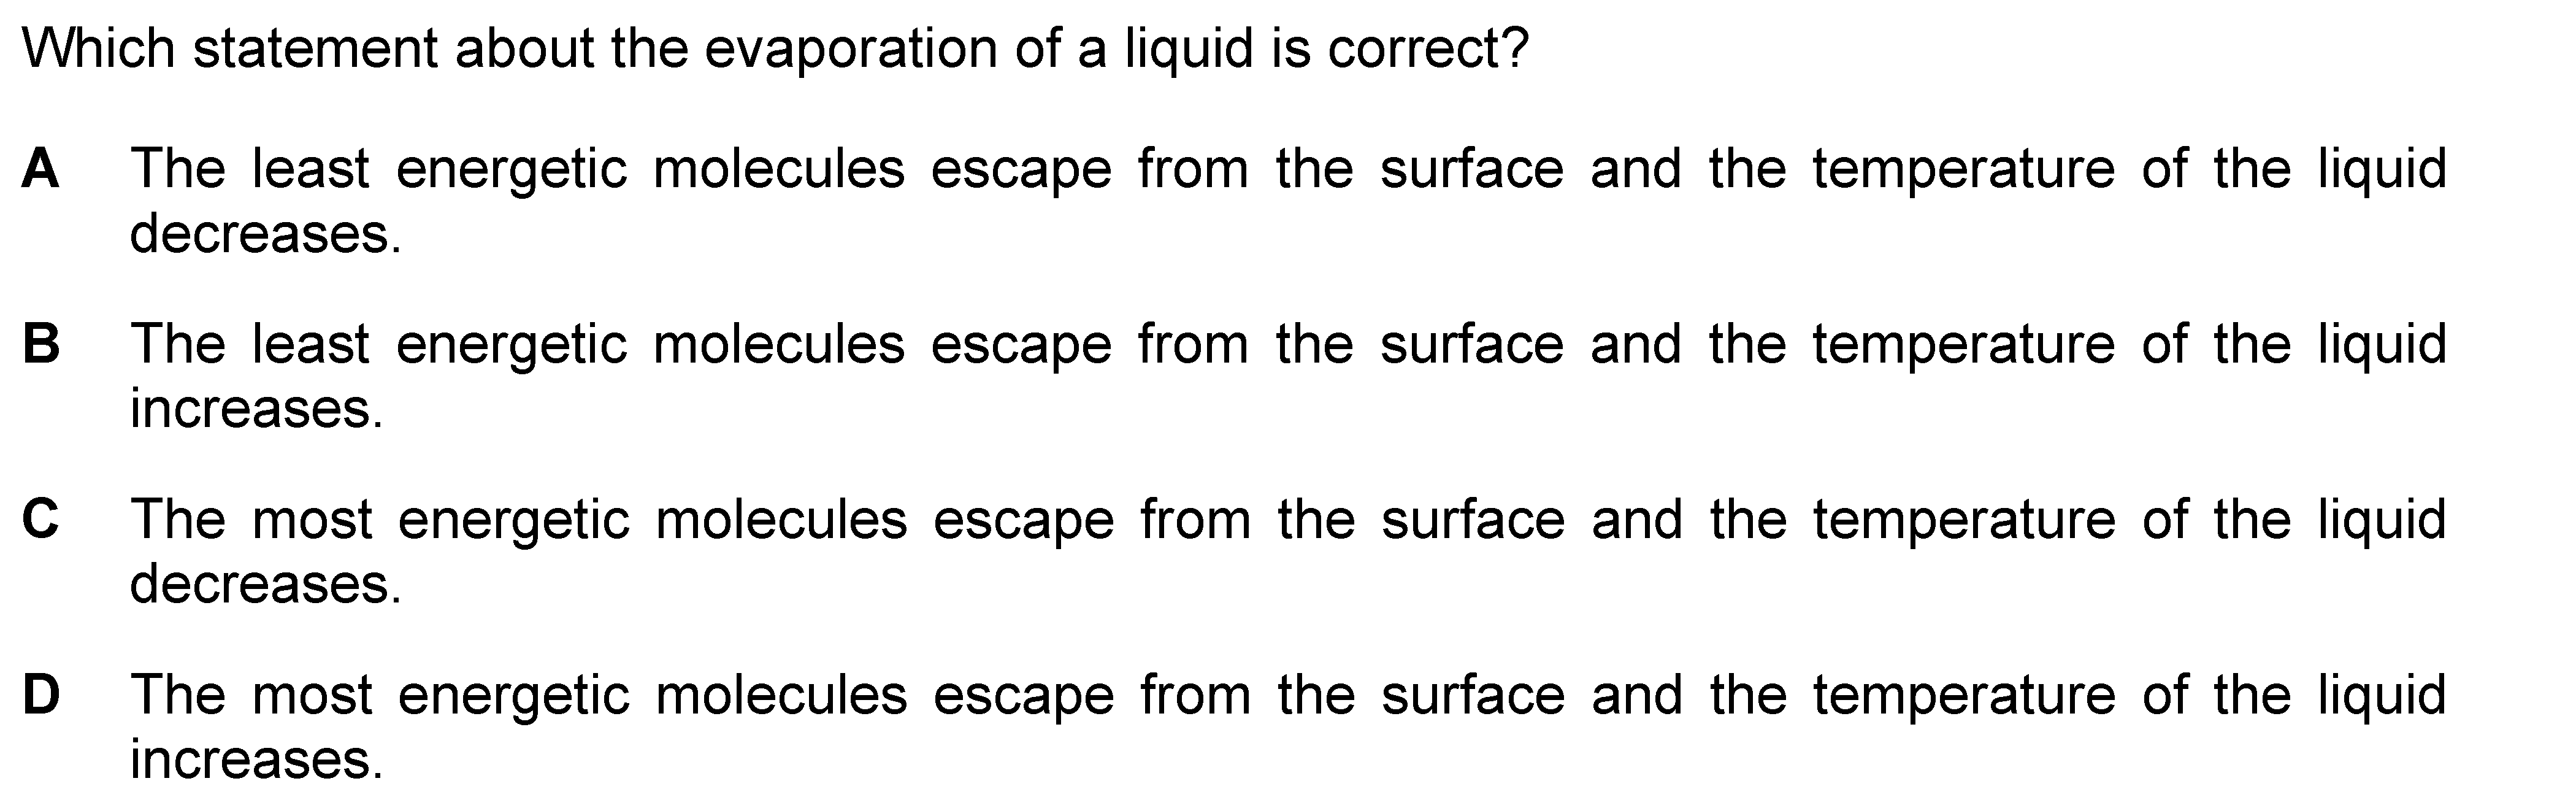 Which statement about the evaporation of a liquid is correct?
A The least energetic molecules escape from the surface and the temperature of the liquid
decreases.
B The least energetic molecules escape from the surface and the temperature of the liquid
increases.
C The most energetic molecules escape from the surface and the temperature of the liquid
decreases.
D The most energetic molecules escape from the surface and the temperature of the liquid
increases.